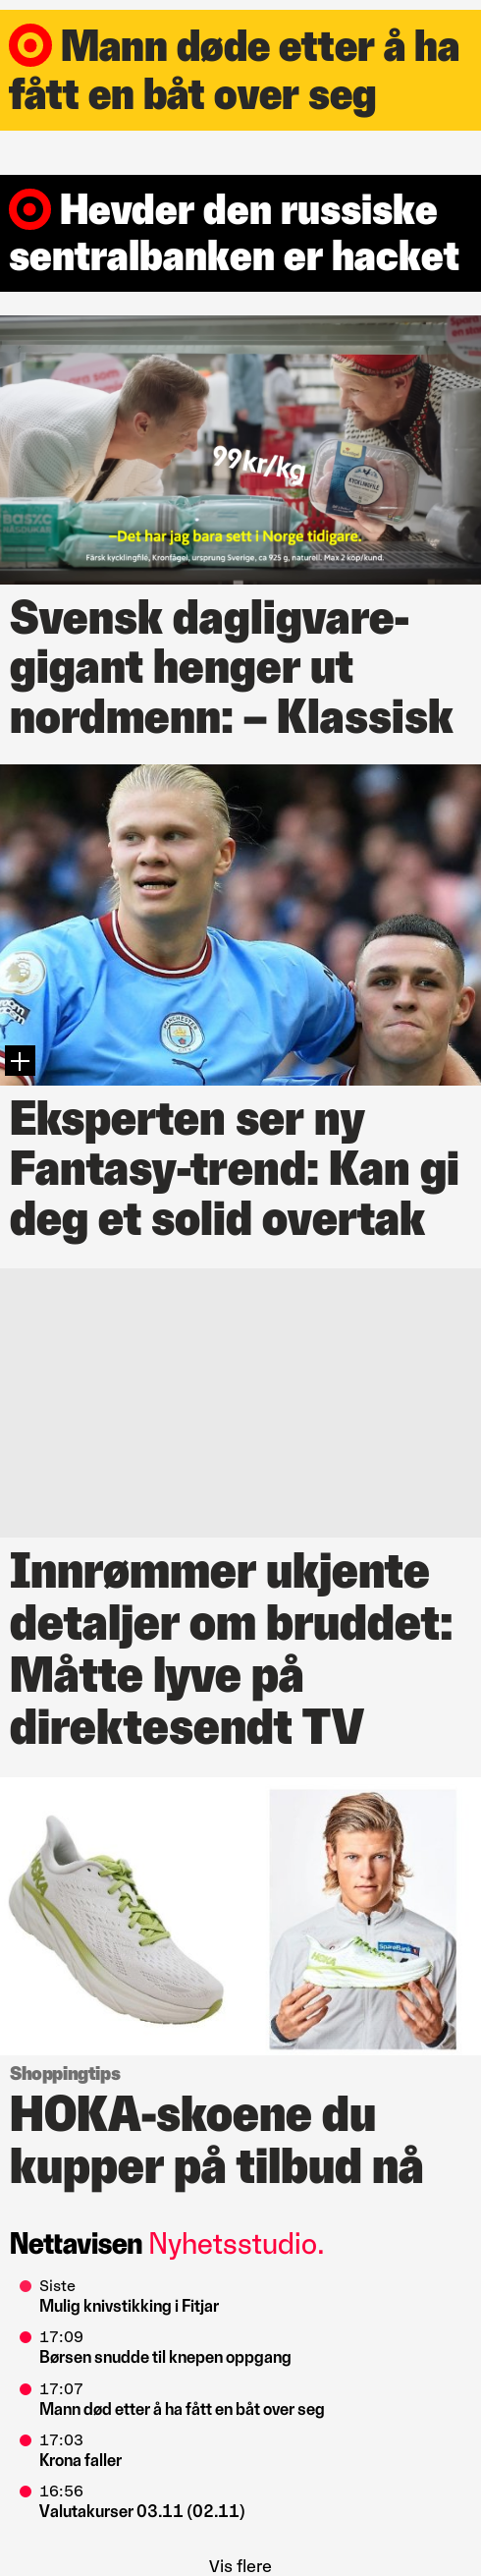 Mann døde etter å ha
fått en båt over seg
Hevder den russiske
sentralbanken er hacket
99kr/kg
–Det har jag bara sett i Norge tidigare.
Färsk kycklingfilé, Kronfågel, ursprung Sverige, ca 925 g, naturell. Max 2 köp/kund.
Svensk dagligvare-
gigant henger ut
nordmenn: – Klassisk
Eksperten ser ny
Fantasy-trend: Kan gi
deg et solid overtak
Innrømmer ukjente
detaljer om bruddet:
Måtte lyve på
direktesendt TV
HOKA
Shoppingtips
HOKA-skoene du
kupper på tilbud nå
Nettavisen Nyhetsstudio.
Siste
Mulig knivstikking i Fitjar
17:09
Børsen snudde til knepen oppgang
17:07
Mann død etter å ha fått en båt over seg
17:03
Krona faller
16:56
Valutakurser 03.11 (02.11)
Vis flere